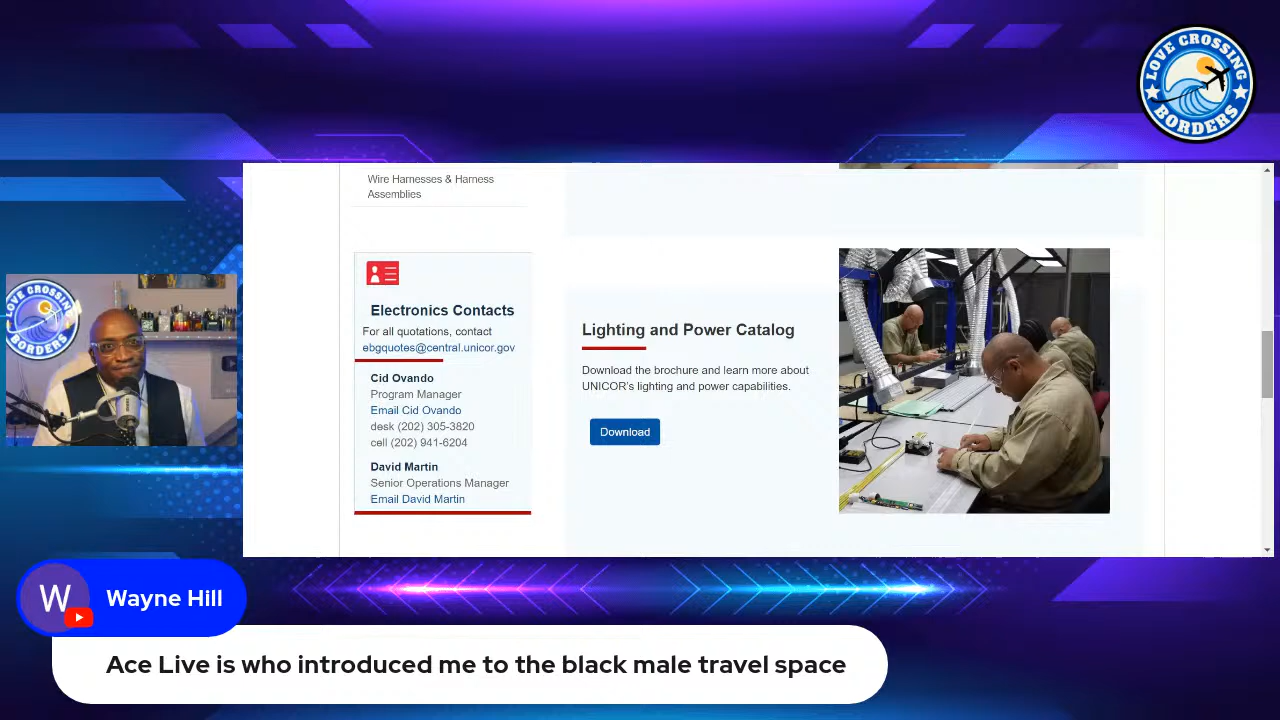 LOVE CROSSING
BORDERS
Wire Harnesses & Harness
Assemblies
LOVE CROSSING
BORDERS
Electronics Contacts
For all quotations, contact
ebgquotes@central.unicor.gov
Cid Ovando
Program Manager
Email Cid Ovando
desk (202) 305-3820
cell (202) 941-6204
David Martin
Senior Operations Manager
Email David Martin
Lighting and Power Catalog
Download the brochure and learn more about
UNICOR's lighting and power capabilities.
Download
W
Wayne Hill
Ace Live is who introduced me to the black male travel space